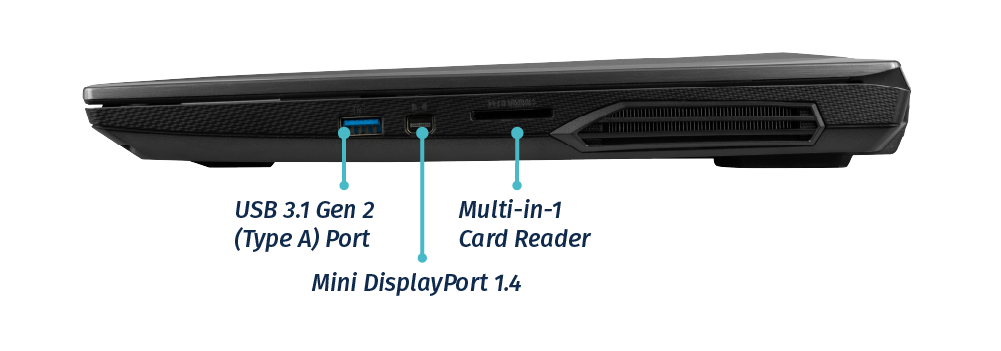 USB 3.1 Gen 2
(Type A) Port
Multi-in-1
Card Reader
Mini DisplayPort 1.4